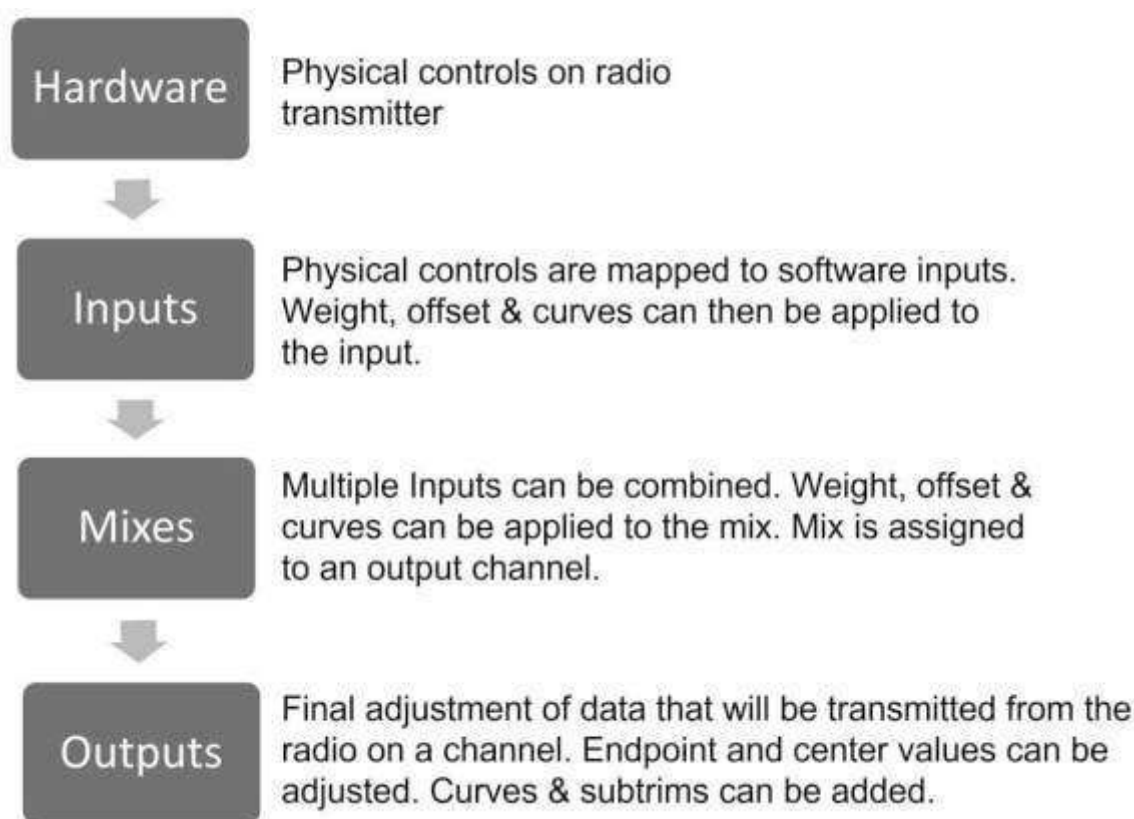 Hardware
Physical controls on radio
transmitter
Inputs
Physical controls are mapped to software inputs.
Weight, offset & curves can then be applied to
the input.
Mixes
Multiple Inputs can be combined. Weight, offset &
curves can be applied to the mix. Mix is assigned
to an output channel.
Outputs
Final adjustment of data that will be transmitted from the
radio on a channel. Endpoint and center values can be
adjusted. Curves & subtrims can be added.